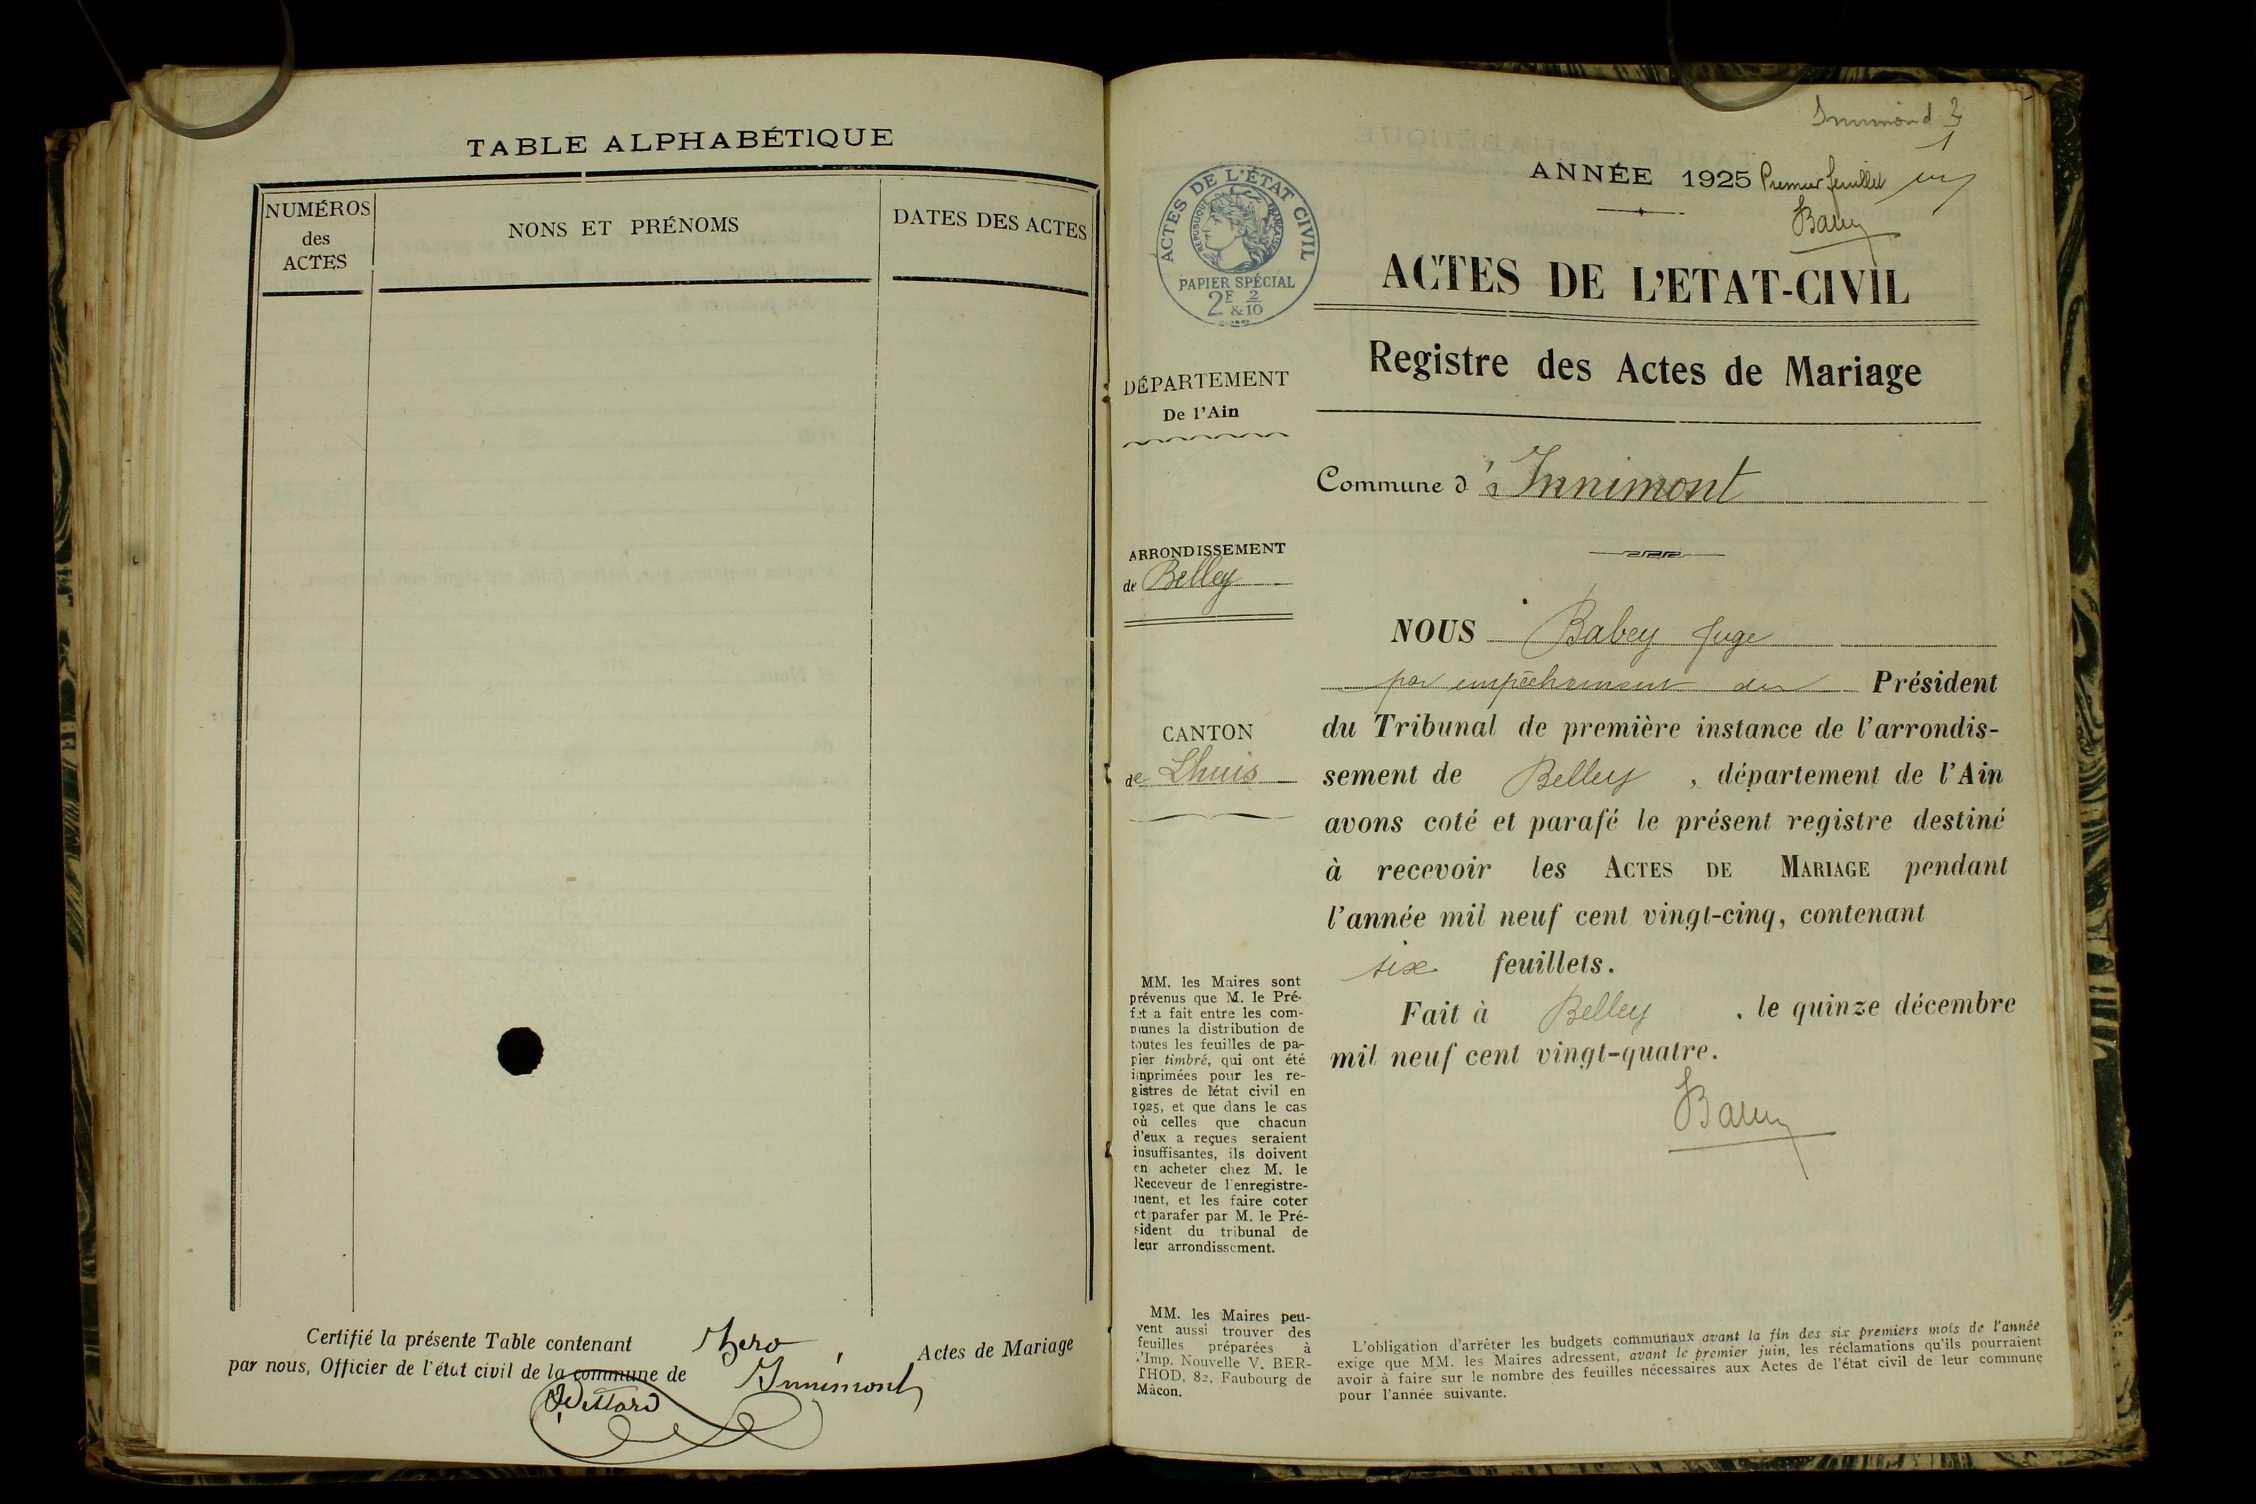 TABLE ALPHABÉTIQUE
NUMÉROS
des
ACTES
NONS ET PRÉNOMS
DATES DES ACTES
Certifié la présente Table contenant Zero Actes de Mariage
par nous, Officier de l'état civil de la commune de Innimont
ANNÉE 1925 Premier feuillet
ACTES DE L'ÉTAT CIVIL
RÉPUBLIQUE FRANÇAISE
PAPIER SPÉCIAL
2F & 2/10
ACTES DE L'ETAT-CIVIL
Registre des Actes de Mariage
DÉPARTEMENT
De l'Ain
Commune d' Innimont
ARRONDISSEMENT
de Belley
CANTON
de Lhuis
NOUS Babey Juge
par empêchement du Président
du Tribunal de première instance de l'arrondis-
sement de Belley, département de l'Ain
avons coté et parafé le présent registre destiné
à recevoir les ACTES DE MARIAGE pendant
l'année mil neuf cent vingt-cinq, contenant
six feuillets.
Fait à Belley, le quinze décembre
mil neuf cent vingt-quatre.
Babey
MM. les Maires sont
prévenus que M. le Pré-
fet a fait entre les com-
munes la distribution de
toutes les feuilles de pa-
pier timbré, qui ont été
imprimées pour les re-
gistres de l'état civil en
1925, et que dans le cas
où celles que chacun
d'eux a reçues seraient
insuffisantes, ils doivent
en acheter chez M. le
Receveur de l'enregistre-
ment, et les faire coter
et parafer par M. le Pré-
sident du tribunal de
leur arrondissement.
MM. les Maires peu-
vent aussi trouver des
feuilles préparées à
l'Imp. Nouvelle V. BER-
THOD, 82, Faubourg de
Mâcon.
L'obligation d'arrêter les budgets communaux avant la fin des six premiers mois de l'année
exige que MM. les Maires adressent, avant le premier juin, les réclamations qu'ils pourraient
avoir à faire sur le nombre des feuilles nécessaires aux Actes de l'état civil de leur commune
pour l'année suivante.